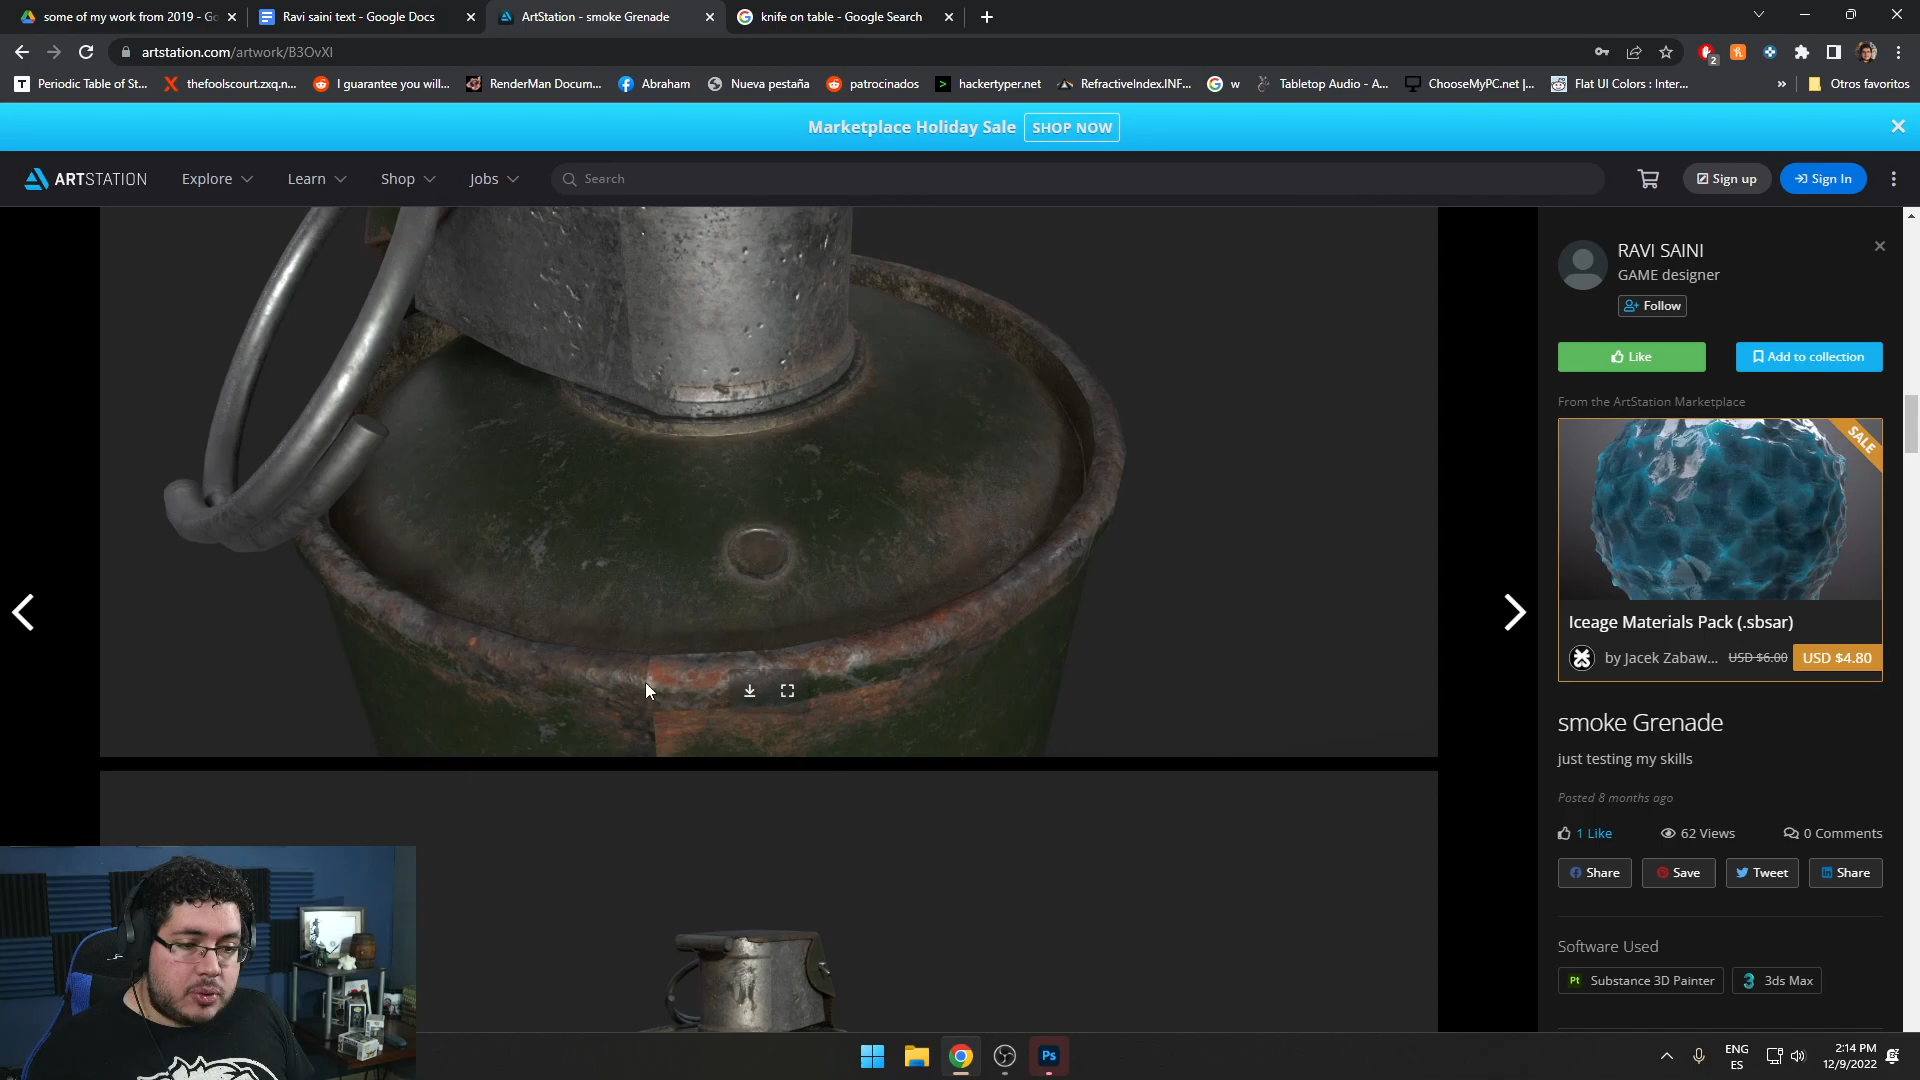 some of my work from 2019 - Go
Ravi saini text - Google Docs
ArtStation - smoke Grenade
knife on table - Google Search
artstation.com/artwork/B3OvXl
2
T Periodic Table of St...
thefoolscourt.zxq.n...
I guarantee you will...
RenderMan Docum...
Abraham
Nueva pestaña
patrocinados
hackertyper.net
RefractiveIndex.INF...
w
Tabletop Audio - A...
ChooseMyPC.net |...
Flat UI Colors : Inter...
»
Otros favoritos
Marketplace Holiday Sale SHOP NOW
ARTSTATION
Explore
Learn
Shop
Jobs
Search
Sign up
Sign In
RAVI SAINI
GAME designer
Follow
Like
Add to collection
From the ArtStation Marketplace
SALE
Iceage Materials Pack (.sbsar)
by Jacek Zabaw... USD $6.00 USD $4.80
smoke Grenade
just testing my skills
Posted 8 months ago
1 Like
62 Views
0 Comments
Share
Save
Tweet
Share
Software Used
Pt Substance 3D Painter
3 3ds Max
Ps
ENG
ES
2:14 PM
12/9/2022